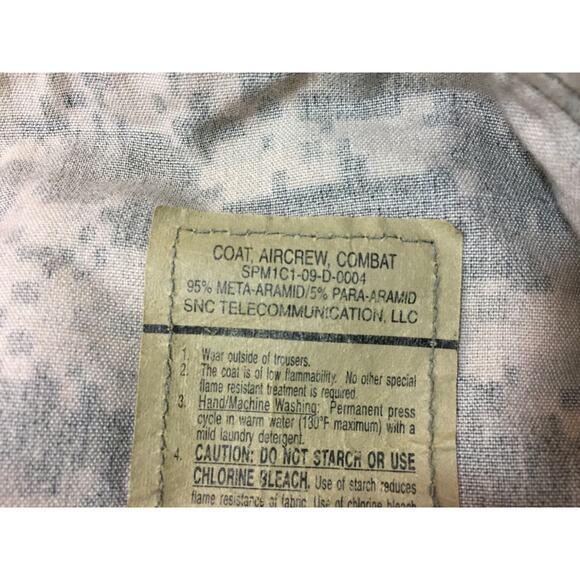 COAT, AIRCREW, COMBAT
SPM1C1-09-D-0004
95% META-ARAMID/5% PARA-ARAMID
SNC TELECOMMUNICATION, LLC
1. Wear outside of trousers.
2. The coat is of low flammability. No other special
flame resistant treatment is required.
3. Hand/Machine Washing: Permanent press
cycle in warm water (130°F maximum) with a
mild laundry detergent.
4. CAUTION: DO NOT STARCH OR USE
CHLORINE BLEACH. Use of starch reduces
flame resistance of fabric. Use of chlorine bleach